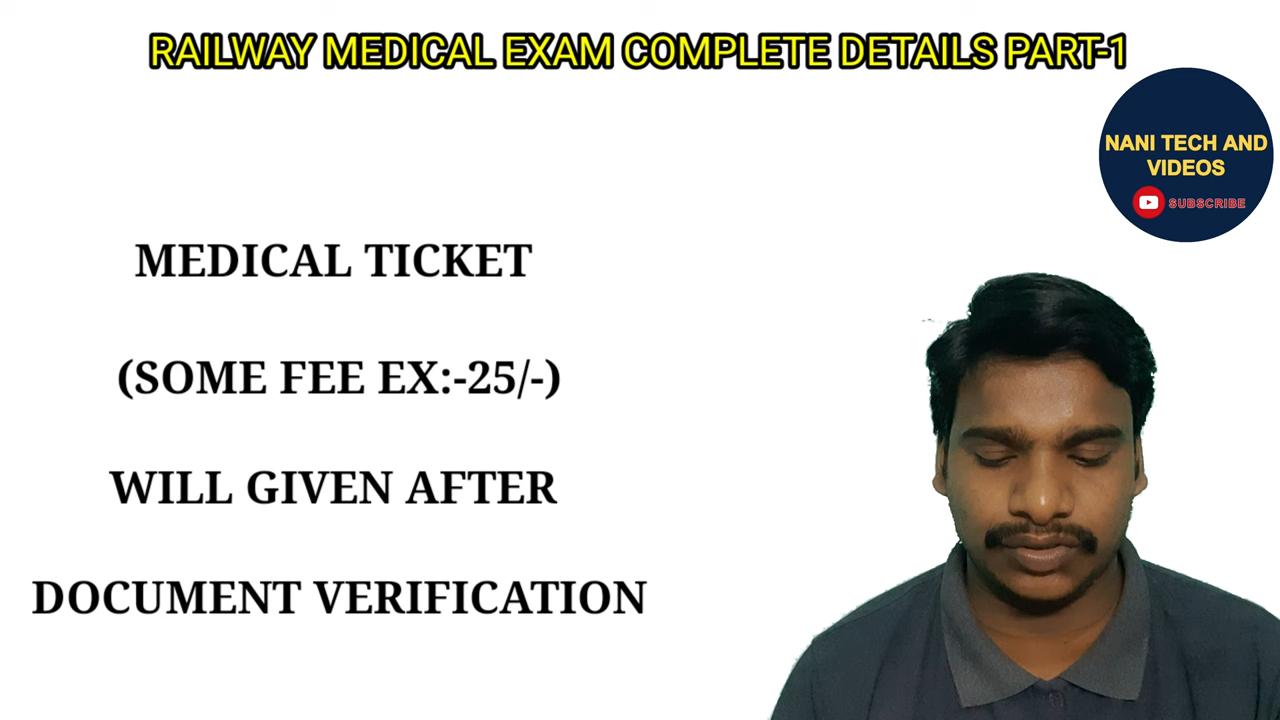 RAILWAY MEDICAL EXAM COMPLETE DETAILS PART-1
NANI TECH AND
VIDEOS
SUBSCRIBE
MEDICAL TICKET
(SOME FEE EX:-25/-)
WILL GIVEN AFTER
DOCUMENT VERIFICATION